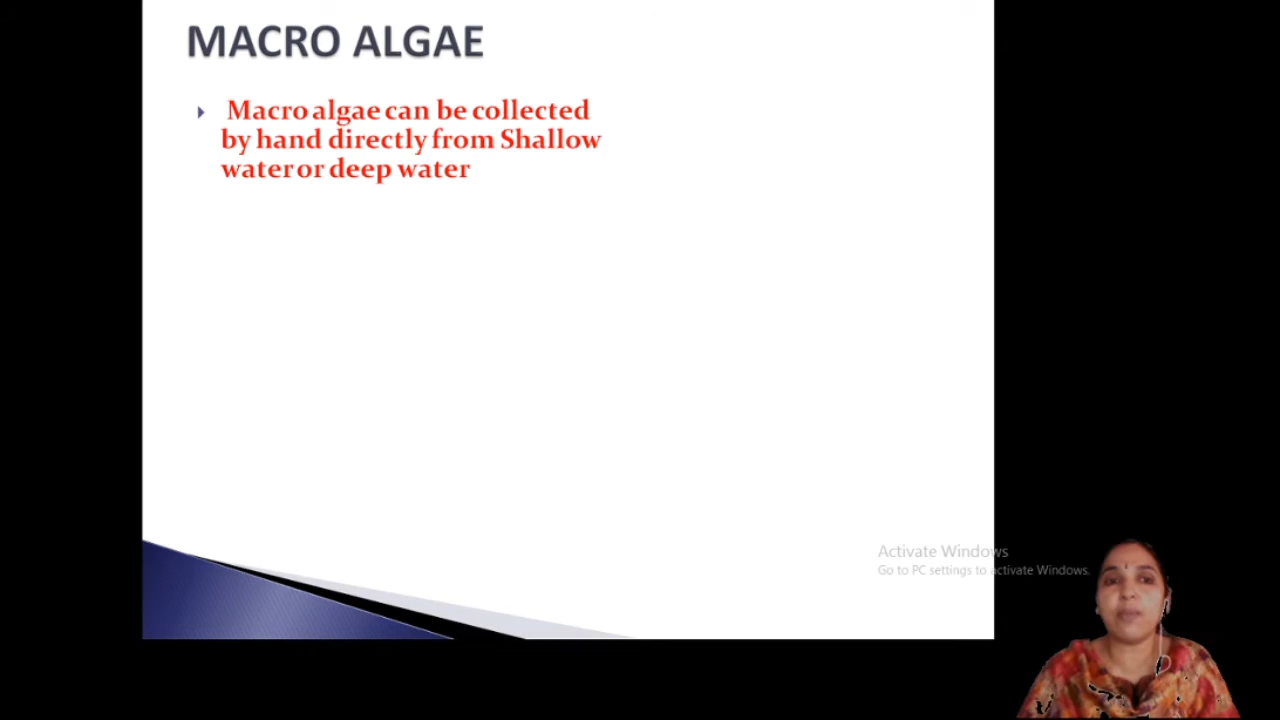 MACRO ALGAE
Macro algae can be collected
by hand directly from Shallow
water or deep water
Activate Windows
Go to PC settings to activate Windows.